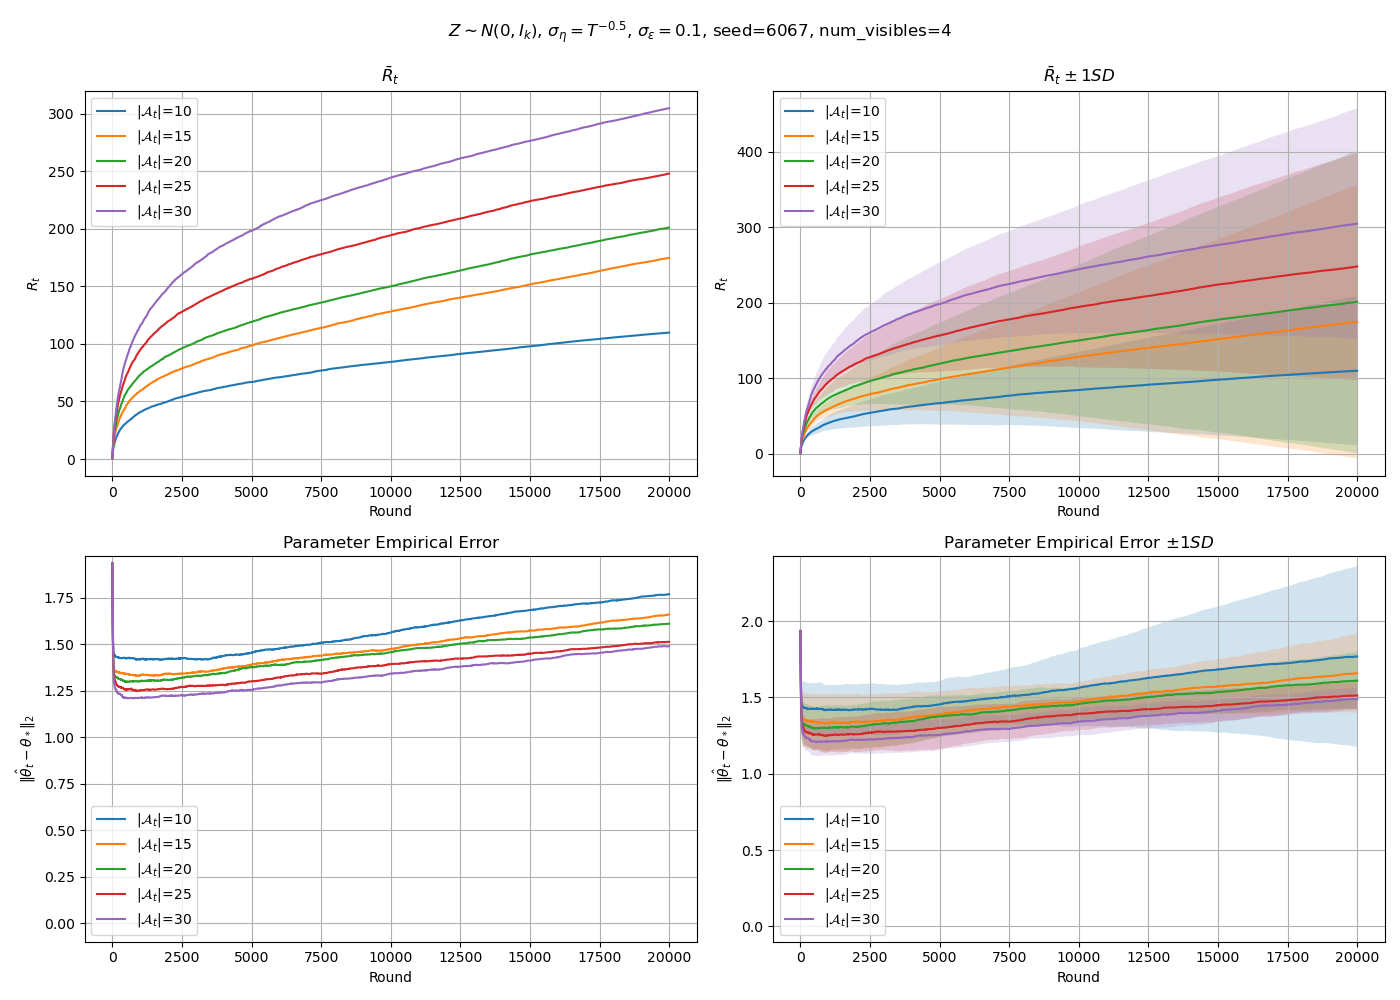 Z ∼ N(0, I_k), σ_η = T^{−0.5}, σ_ε = 0.1, seed=6067, num_visibles=4
R̄_t
R_t
300
250
200
150
100
50
0
|𝒜_t|=10
|𝒜_t|=15
|𝒜_t|=20
|𝒜_t|=25
|𝒜_t|=30
0 2500 5000 7500 10000 12500 15000 17500 20000
Round
R̄_t ± 1SD
R_t
400
300
200
100
0
|𝒜_t|=10
|𝒜_t|=15
|𝒜_t|=20
|𝒜_t|=25
|𝒜_t|=30
0 2500 5000 7500 10000 12500 15000 17500 20000
Round
Parameter Empirical Error
‖θ̂_t − θ_*‖_2
1.75
1.50
1.25
1.00
0.75
0.50
0.25
0.00
|𝒜_t|=10
|𝒜_t|=15
|𝒜_t|=20
|𝒜_t|=25
|𝒜_t|=30
0 2500 5000 7500 10000 12500 15000 17500 20000
Round
Parameter Empirical Error ±1SD
‖θ̂_t − θ_*‖_2
2.0
1.5
1.0
0.5
0.0
|𝒜_t|=10
|𝒜_t|=15
|𝒜_t|=20
|𝒜_t|=25
|𝒜_t|=30
0 2500 5000 7500 10000 12500 15000 17500 20000
Round